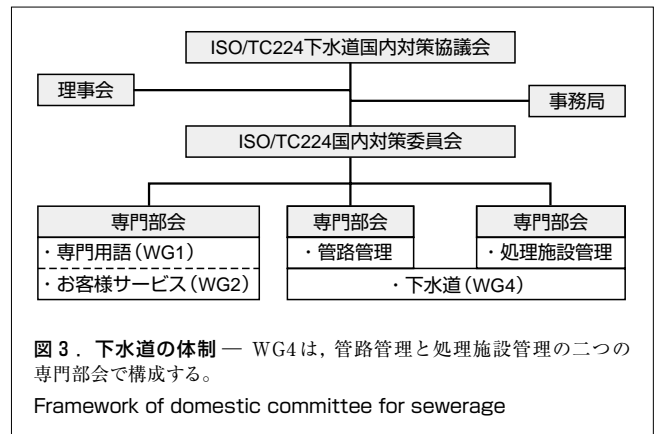 ISO/TC224下水道国内対策協議会
理事会
事務局
ISO/TC224国内対策委員会
専門部会
・専門用語(WG1)
・お客様サービス(WG2)
専門部会
・管路管理
専門部会
・処理施設管理
・下水道(WG4)
図3．下水道の体制 ― WG4は，管路管理と処理施設管理の二つの
専門部会で構成する。
Framework of domestic committee for sewerage